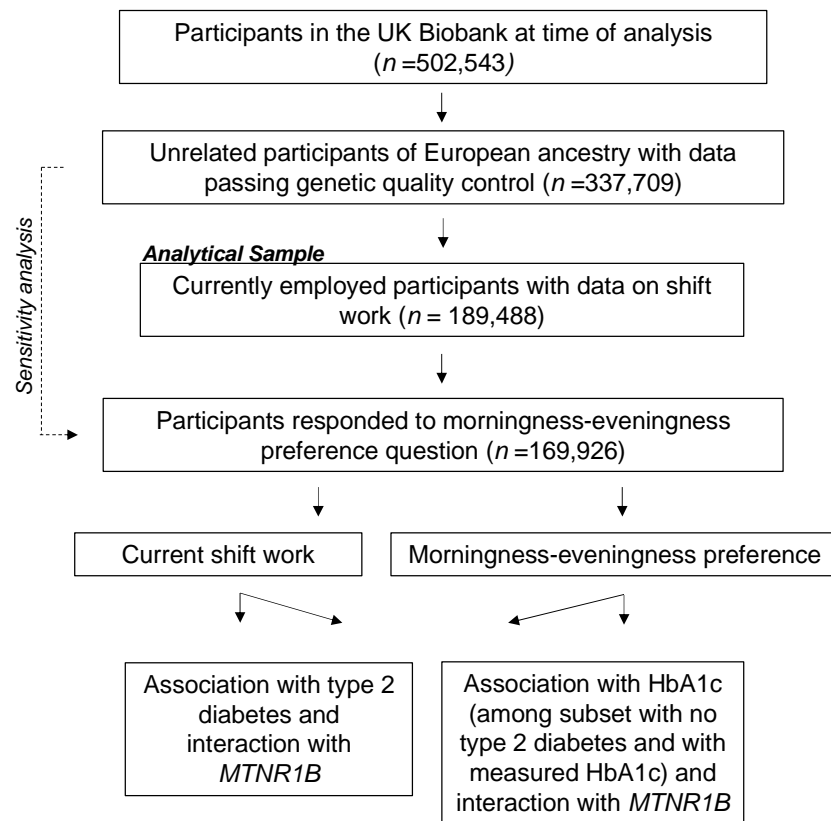 Participants in the UK Biobank at time of analysis
(n =502,543)
Unrelated participants of European ancestry with data
passing genetic quality control (n =337,709)
Sensitivity analysis
Analytical Sample
Currently employed participants with data on shift
work (n = 189,488)
Participants responded to morningness-eveningness
preference question (n =169,926)
Current shift work
Morningness-eveningness preference
Association with type 2
diabetes and
interaction with
MTNR1B
Association with HbA1c
(among subset with no
type 2 diabetes and with
measured HbA1c) and
interaction with MTNR1B